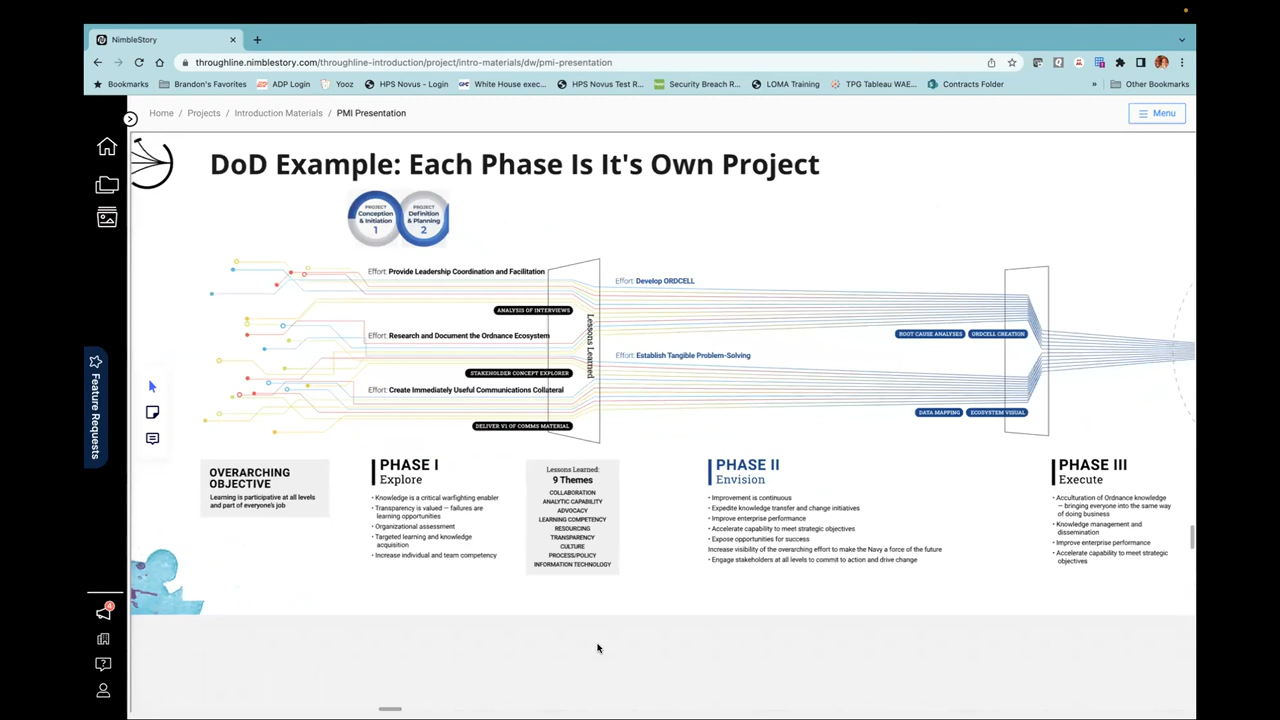 NimbleStory
throughline.nimblestory.com/throughline-introduction/project/intro-materials/dw/pmi-presentation
Bookmarks
Brandon's Favorites
ADP Login
Yooz
HPS Novus - Login
White House exec...
HPS Novus Test R...
Security Breach R...
LOMA Training
TPG Tableau WAE...
Contracts Folder
»
Other Bookmarks
Home / Projects / Introduction Materials / PMI Presentation
Menu
DoD Example: Each Phase Is It's Own Project
PROJECT
Conception
& Initiation
1
PROJECT
Definition
& Planning
2
Effort: Provide Leadership Coordination and Facilitation
ANALYSIS OF INTERVIEWS
Effort: Research and Document the Ordnance Ecosystem
STAKEHOLDER CONCEPT EXPLORER
Effort: Create Immediately Useful Communications Collateral
DELIVER V1 OF COMMS MATERIAL
Lessons Learned
Effort: Develop ORDCELL
ROOT CAUSE ANALYSES
ORDCELL CREATION
Effort: Establish Tangible Problem-Solving
DATA MAPPING
ECOSYSTEM VISUAL
Feature Requests
OVERARCHING
OBJECTIVE
Learning is participative at all levels
and part of everyone's job
PHASE I
Explore
• Knowledge is a critical warfighting enabler
• Transparency is valued — failures are
learning opportunities
• Organizational assessment
• Targeted learning and knowledge
acquisition
• Increase individual and team competency
Lessons Learned:
9 Themes
COLLABORATION
ANALYTIC CAPABILITY
ADVOCACY
LEARNING COMPETENCY
RESOURCING
TRANSPARENCY
CULTURE
PROCESS/POLICY
INFORMATION TECHNOLOGY
PHASE II
Envision
• Improvement is continuous
• Expedite knowledge transfer and change initiatives
• Improve enterprise performance
• Accelerate capability to meet strategic objectives
• Expose opportunities for success
Increase visibility of the overarching effort to make the Navy a force of the future
• Engage stakeholders at all levels to commit to action and drive change
PHASE III
Execute
• Acculturation of Ordnance knowledge
— bringing everyone into the same way
of doing business
• Knowledge management and
dissemination
• Improve enterprise performance
• Accelerate capability to meet strategic
objectives
4